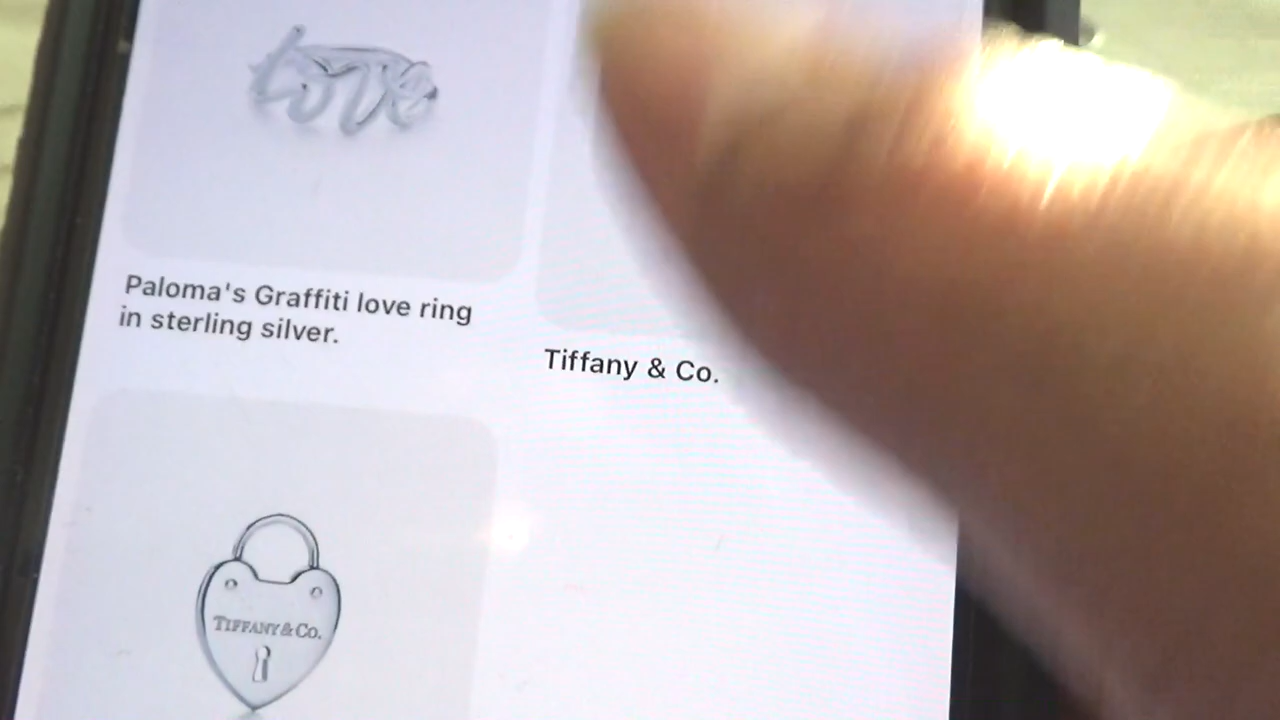 Love
Paloma's Graffiti love ring
in sterling silver.
Tiffany & Co.
TIFFANY & CO.